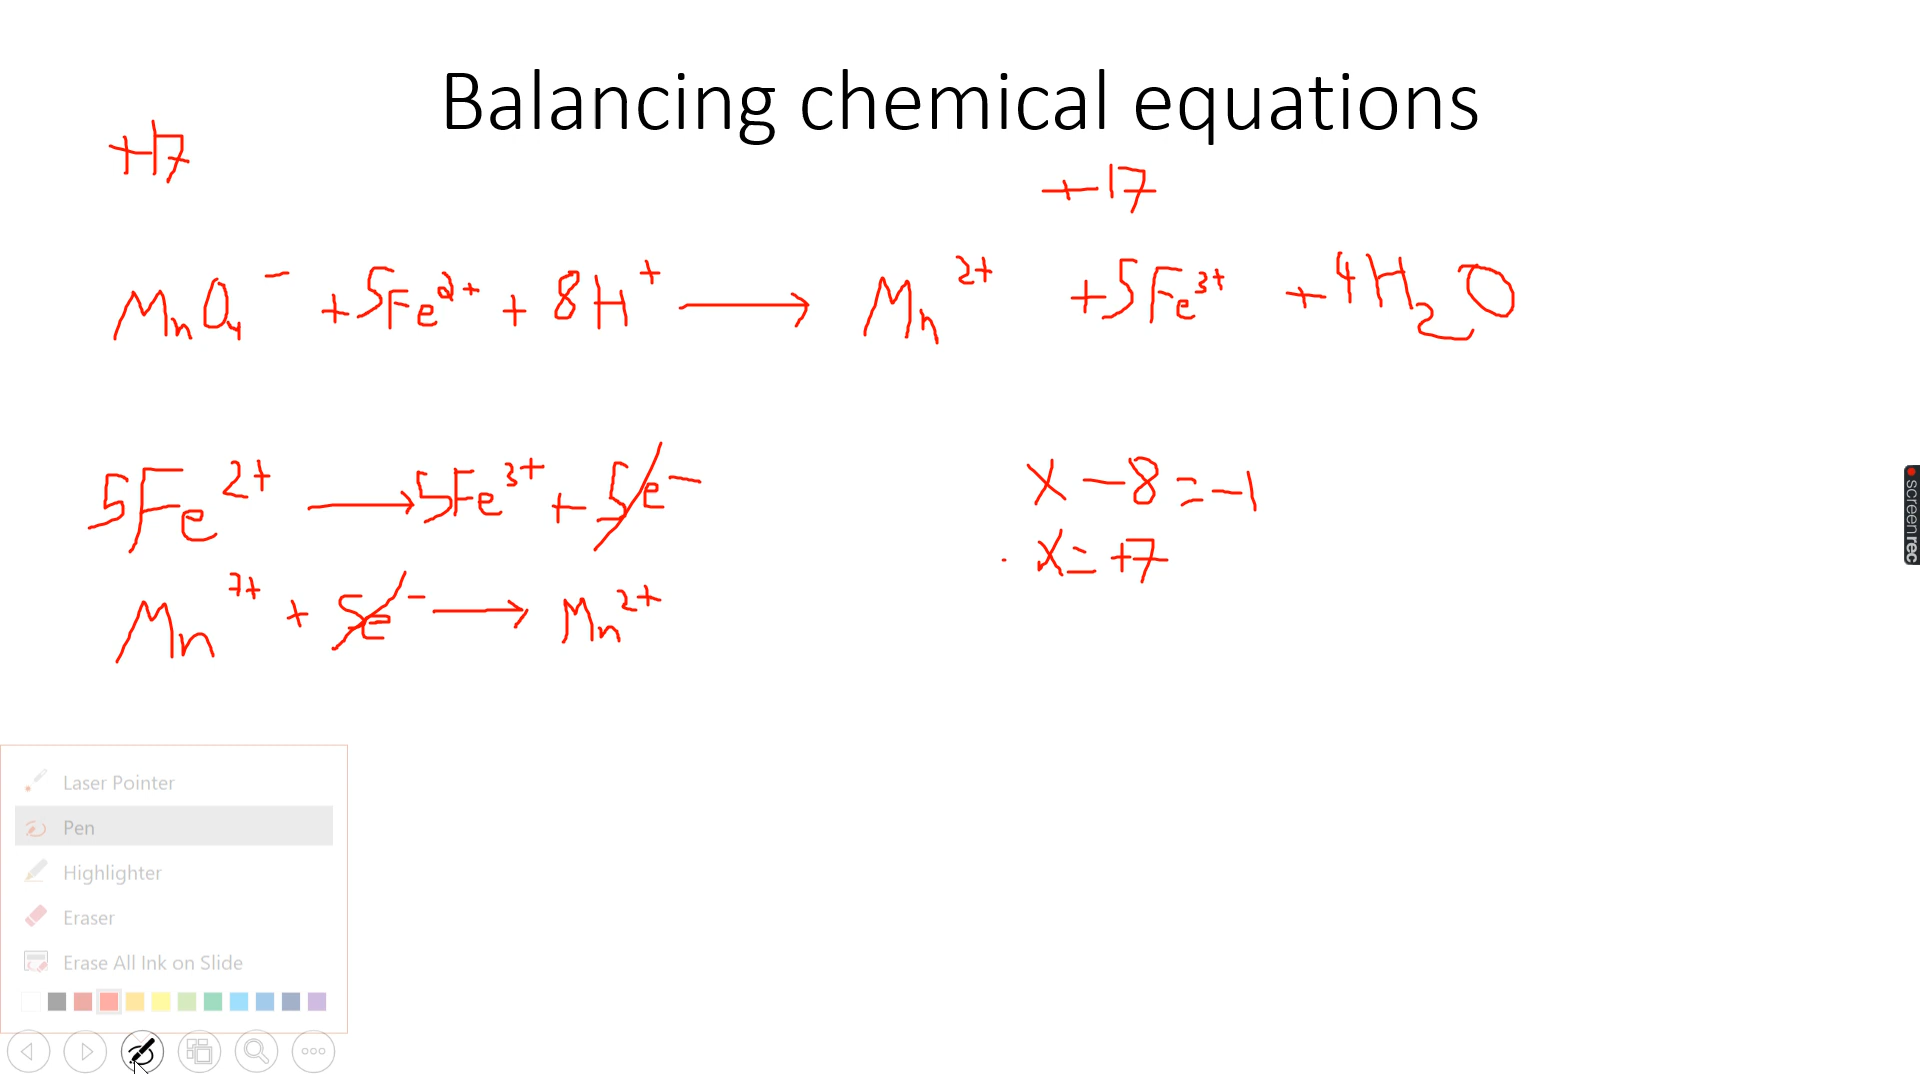 Balancing chemical equations
+17
+17
MnO₄⁻ + 5Fe²⁺ + 8H⁺ ⟶ Mn²⁺ + 5Fe³⁺ + 4H₂O
5Fe²⁺ ⟶ 5Fe³⁺ + 5e⁻
x - 8 = -1
x = +7
Mn⁷⁺ + 5e⁻ ⟶ Mn²⁺
Laser Pointer
Pen
Highlighter
Eraser
Erase All Ink on Slide
screenrec